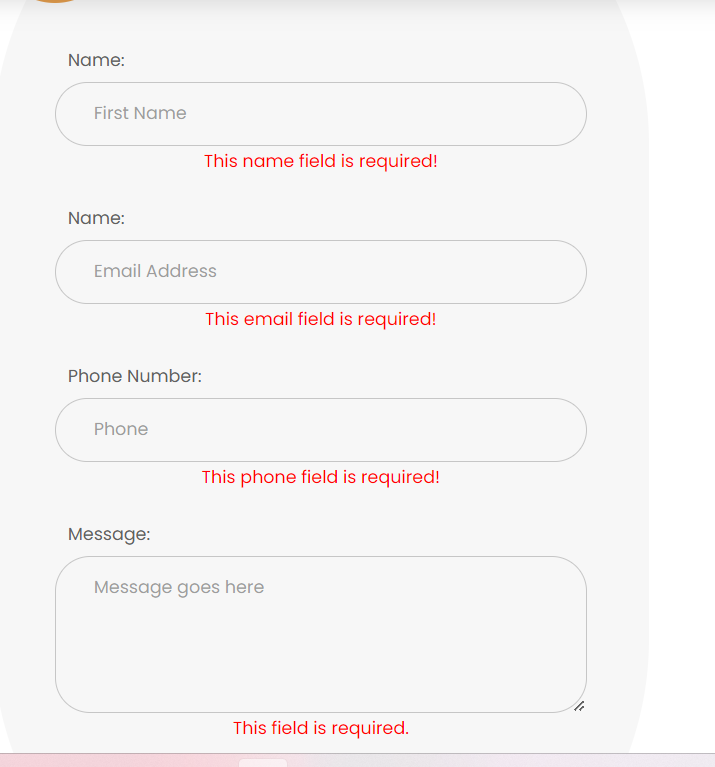 Name:
First Name
This name field is required!
Name:
Email Address
This email field is required!
Phone Number:
Phone
This phone field is required!
Message:
Message goes here
This field is required.